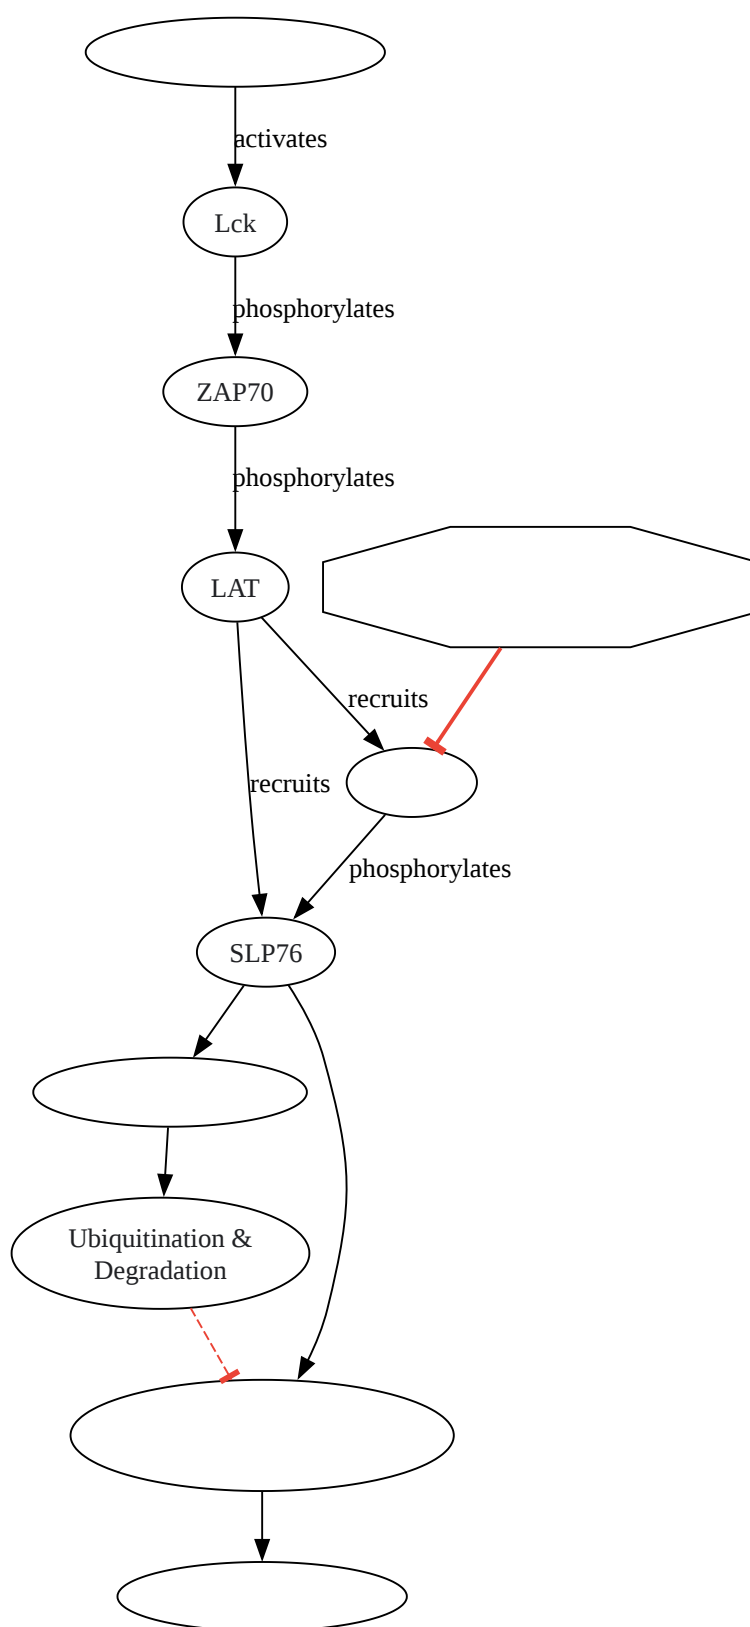 activates
Lck
phosphorylates
ZAP70
phosphorylates
LAT
recruits
recruits
phosphorylates
SLP76
Ubiquitination &
Degradation